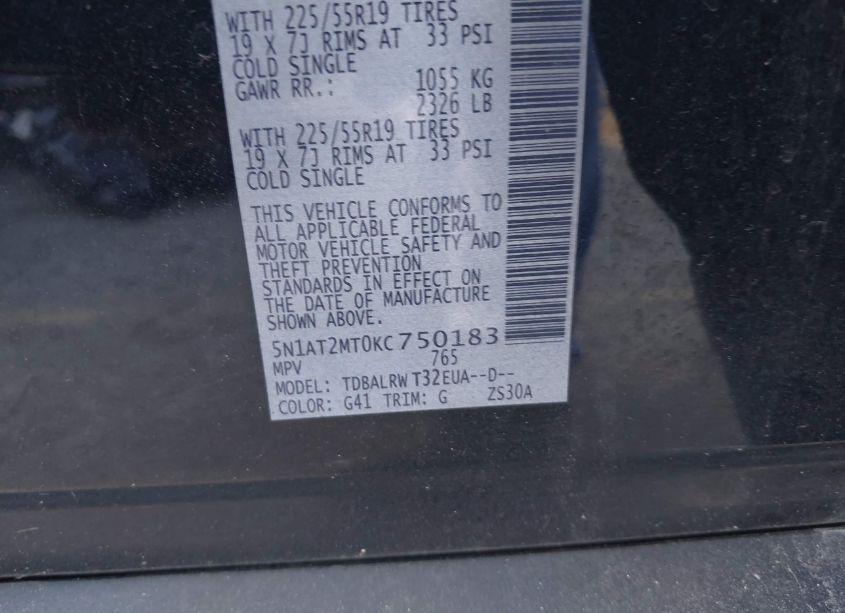 WITH 225/55R19 TIRES
19 X 7J RIMS AT 33 PSI
COLD SINGLE
GAWR RR.: 1055 KG
2326 LB
WITH 225/55R19 TIRES
19 X 7J RIMS AT 33 PSI
COLD SINGLE
THIS VEHICLE CONFORMS TO
ALL APPLICABLE FEDERAL
MOTOR VEHICLE SAFETY AND
THEFT PREVENTION
STANDARDS IN EFFECT ON
THE DATE OF MANUFACTURE
SHOWN ABOVE.
5N1AT2MT0KC750183
MPV 765
MODEL: TDBALRW T32EUA--D--
COLOR: G41 TRIM: G ZS30A